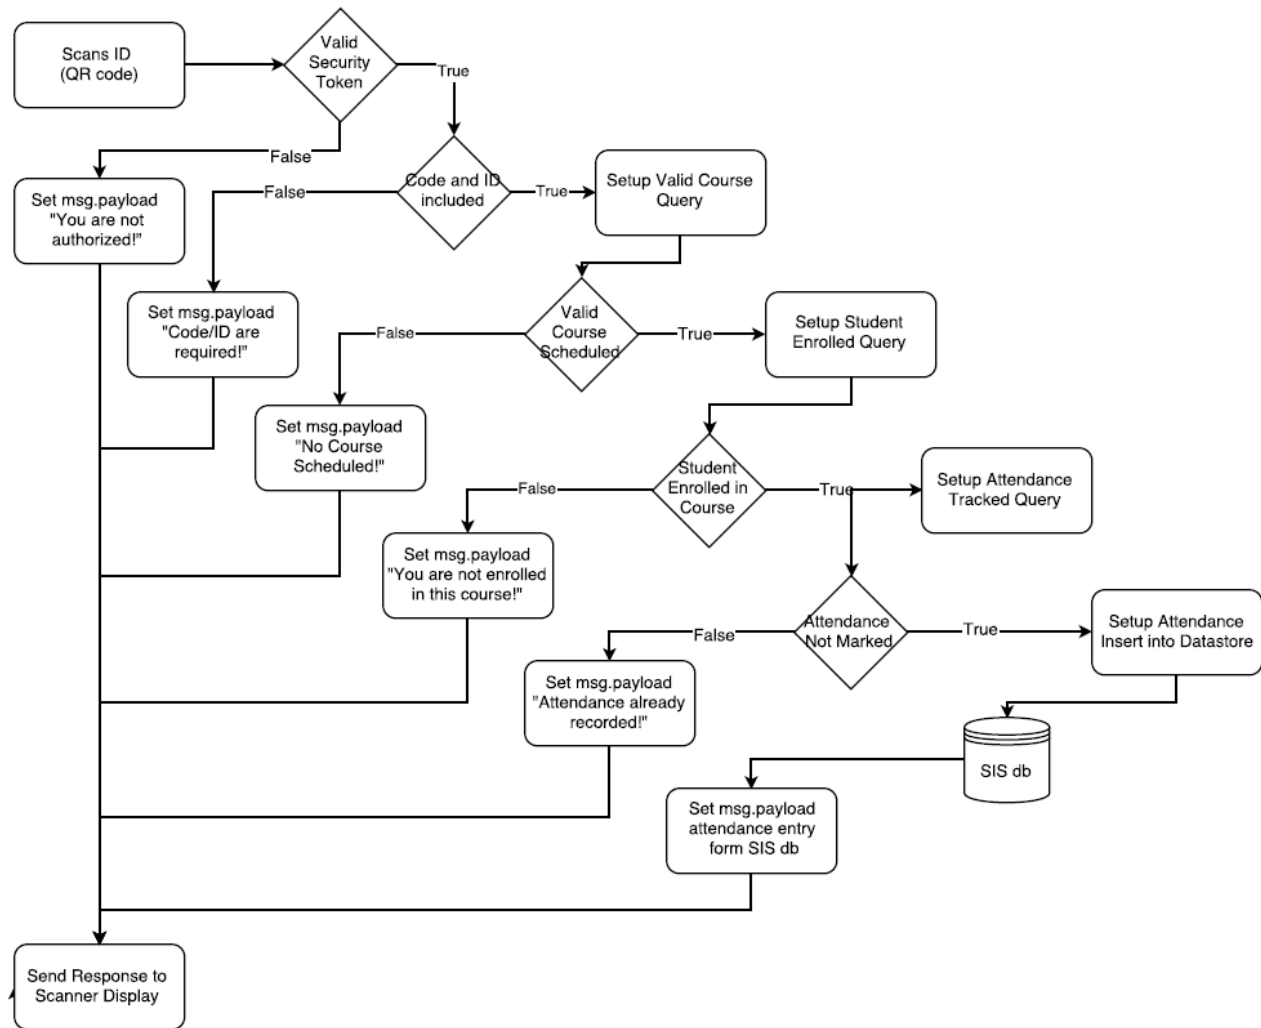 Scans ID
(QR code)
Valid
Security
Token
True
False
Set msg.payload
"You are not
authorized!"
Code and ID
included
False
True
Setup Valid Course
Query
Set msg.payload
"Code/ID are
required!"
Valid
Course
Scheduled
False
True
Setup Student
Enrolled Query
Set msg.payload
"No Course
Scheduled!"
Student
Enrolled in
Course
False
True
Setup Attendance
Tracked Query
Set msg.payload
"You are not enrolled
in this course!"
Attendance
Not Marked
False
True
Setup Attendance
Insert into Datastore
Set msg.payload
"Attendance already
recorded!"
SIS db
Set msg.payload
attendance entry
form SIS db
Send Response to
Scanner Display